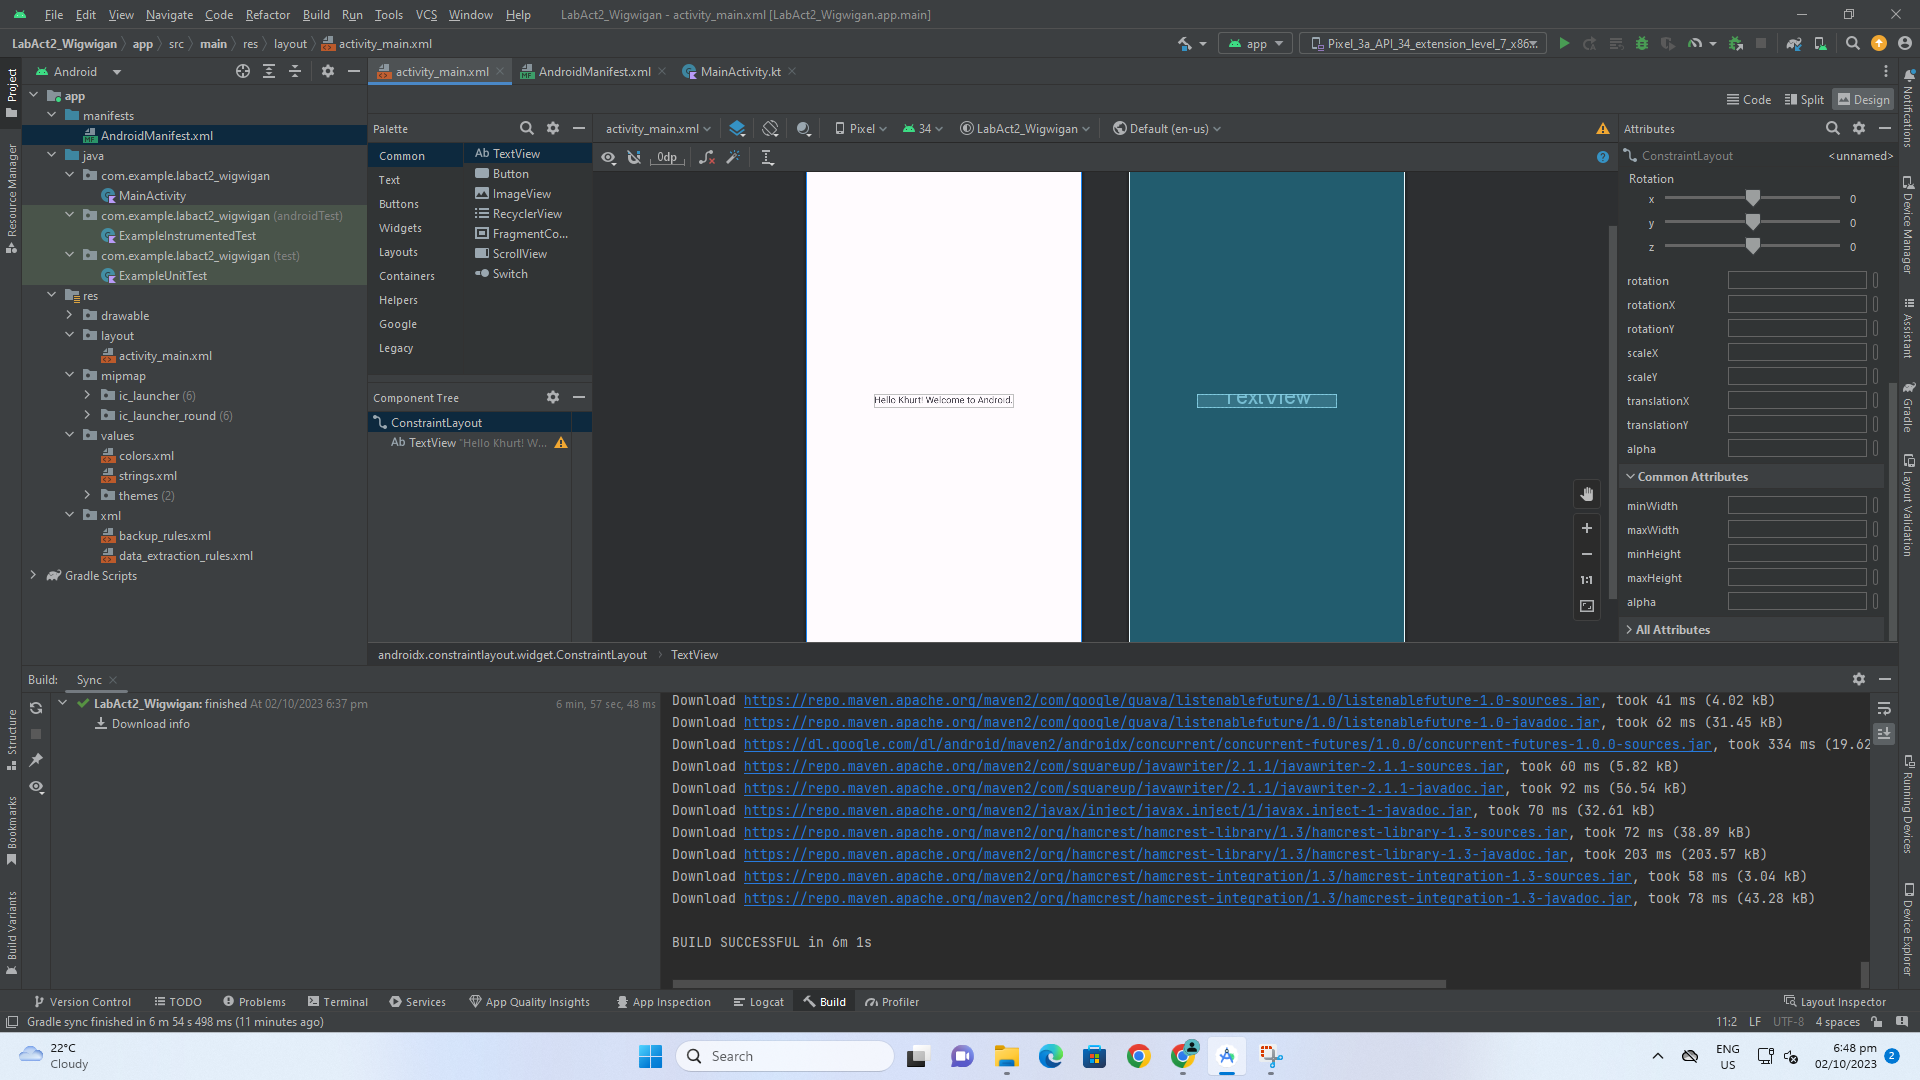 File Edit View Navigate Code Refactor Build Run Tools VCS Window Help LabAct2_Wigwigan - activity_main.xml [LabAct2_Wigwigan.app.main]
LabAct2_Wigwigan app src main res layout activity_main.xml app Pixel_3a_API_34_extension_level_7_x86...
Android activity_main.xml AndroidManifest.xml MainActivity.kt
Code Split Design
Project
Resource Manager
Structure
Bookmarks
Build Variants
app
manifests
AndroidManifest.xml
java
com.example.labact2_wigwigan
MainActivity
com.example.labact2_wigwigan (androidTest)
ExampleInstrumentedTest
com.example.labact2_wigwigan (test)
ExampleUnitTest
res
drawable
layout
activity_main.xml
mipmap
ic_launcher (6)
ic_launcher_round (6)
values
colors.xml
strings.xml
themes (2)
xml
backup_rules.xml
data_extraction_rules.xml
Gradle Scripts
Palette
Common
Text
Buttons
Widgets
Layouts
Containers
Helpers
Google
Legacy
Ab TextView
Button
ImageView
RecyclerView
FragmentCo...
ScrollView
Switch
Component Tree
ConstraintLayout
Ab TextView "Hello Khurt! W...
activity_main.xml Pixel 34 LabAct2_Wigwigan Default (en-us)
0dp
Hello Khurt! Welcome to Android.
TextView
1:1
androidx.constraintlayout.widget.ConstraintLayout TextView
Attributes
ConstraintLayout <unnamed>
Rotation
x 0
y 0
z 0
rotation
rotationX
rotationY
scaleX
scaleY
translationX
translationY
alpha
Common Attributes
minWidth
maxWidth
minHeight
maxHeight
alpha
All Attributes
Notifications
Device Manager
Assistant
Gradle
Layout Validation
Running Devices
Device Explorer
Build: Sync
LabAct2_Wigwigan: finished At 02/10/2023 6:37 pm 6 min, 57 sec, 48 ms
Download info
Download https://repo.maven.apache.org/maven2/com/google/guava/listenablefuture/1.0/listenablefuture-1.0-sources.jar, took 41 ms (4.02 kB)
Download https://repo.maven.apache.org/maven2/com/google/guava/listenablefuture/1.0/listenablefuture-1.0-javadoc.jar, took 62 ms (31.45 kB)
Download https://dl.google.com/dl/android/maven2/androidx/concurrent/concurrent-futures/1.0.0/concurrent-futures-1.0.0-sources.jar, took 334 ms (19.62
Download https://repo.maven.apache.org/maven2/com/squareup/javawriter/2.1.1/javawriter-2.1.1-sources.jar, took 60 ms (5.82 kB)
Download https://repo.maven.apache.org/maven2/com/squareup/javawriter/2.1.1/javawriter-2.1.1-javadoc.jar, took 92 ms (56.54 kB)
Download https://repo.maven.apache.org/maven2/javax/inject/javax.inject/1/javax.inject-1-javadoc.jar, took 70 ms (32.61 kB)
Download https://repo.maven.apache.org/maven2/org/hamcrest/hamcrest-library/1.3/hamcrest-library-1.3-sources.jar, took 72 ms (38.89 kB)
Download https://repo.maven.apache.org/maven2/org/hamcrest/hamcrest-library/1.3/hamcrest-library-1.3-javadoc.jar, took 203 ms (203.57 kB)
Download https://repo.maven.apache.org/maven2/org/hamcrest/hamcrest-integration/1.3/hamcrest-integration-1.3-sources.jar, took 58 ms (3.04 kB)
Download https://repo.maven.apache.org/maven2/org/hamcrest/hamcrest-integration/1.3/hamcrest-integration-1.3-javadoc.jar, took 78 ms (43.28 kB)
BUILD SUCCESSFUL in 6m 1s
Version Control TODO Problems Terminal Services App Quality Insights App Inspection Logcat Build Profiler Layout Inspector
Gradle sync finished in 6 m 54 s 498 ms (11 minutes ago) 11:2 LF UTF-8 4 spaces
22°C
Cloudy
Search
ENG
US
6:48 pm
02/10/2023
2